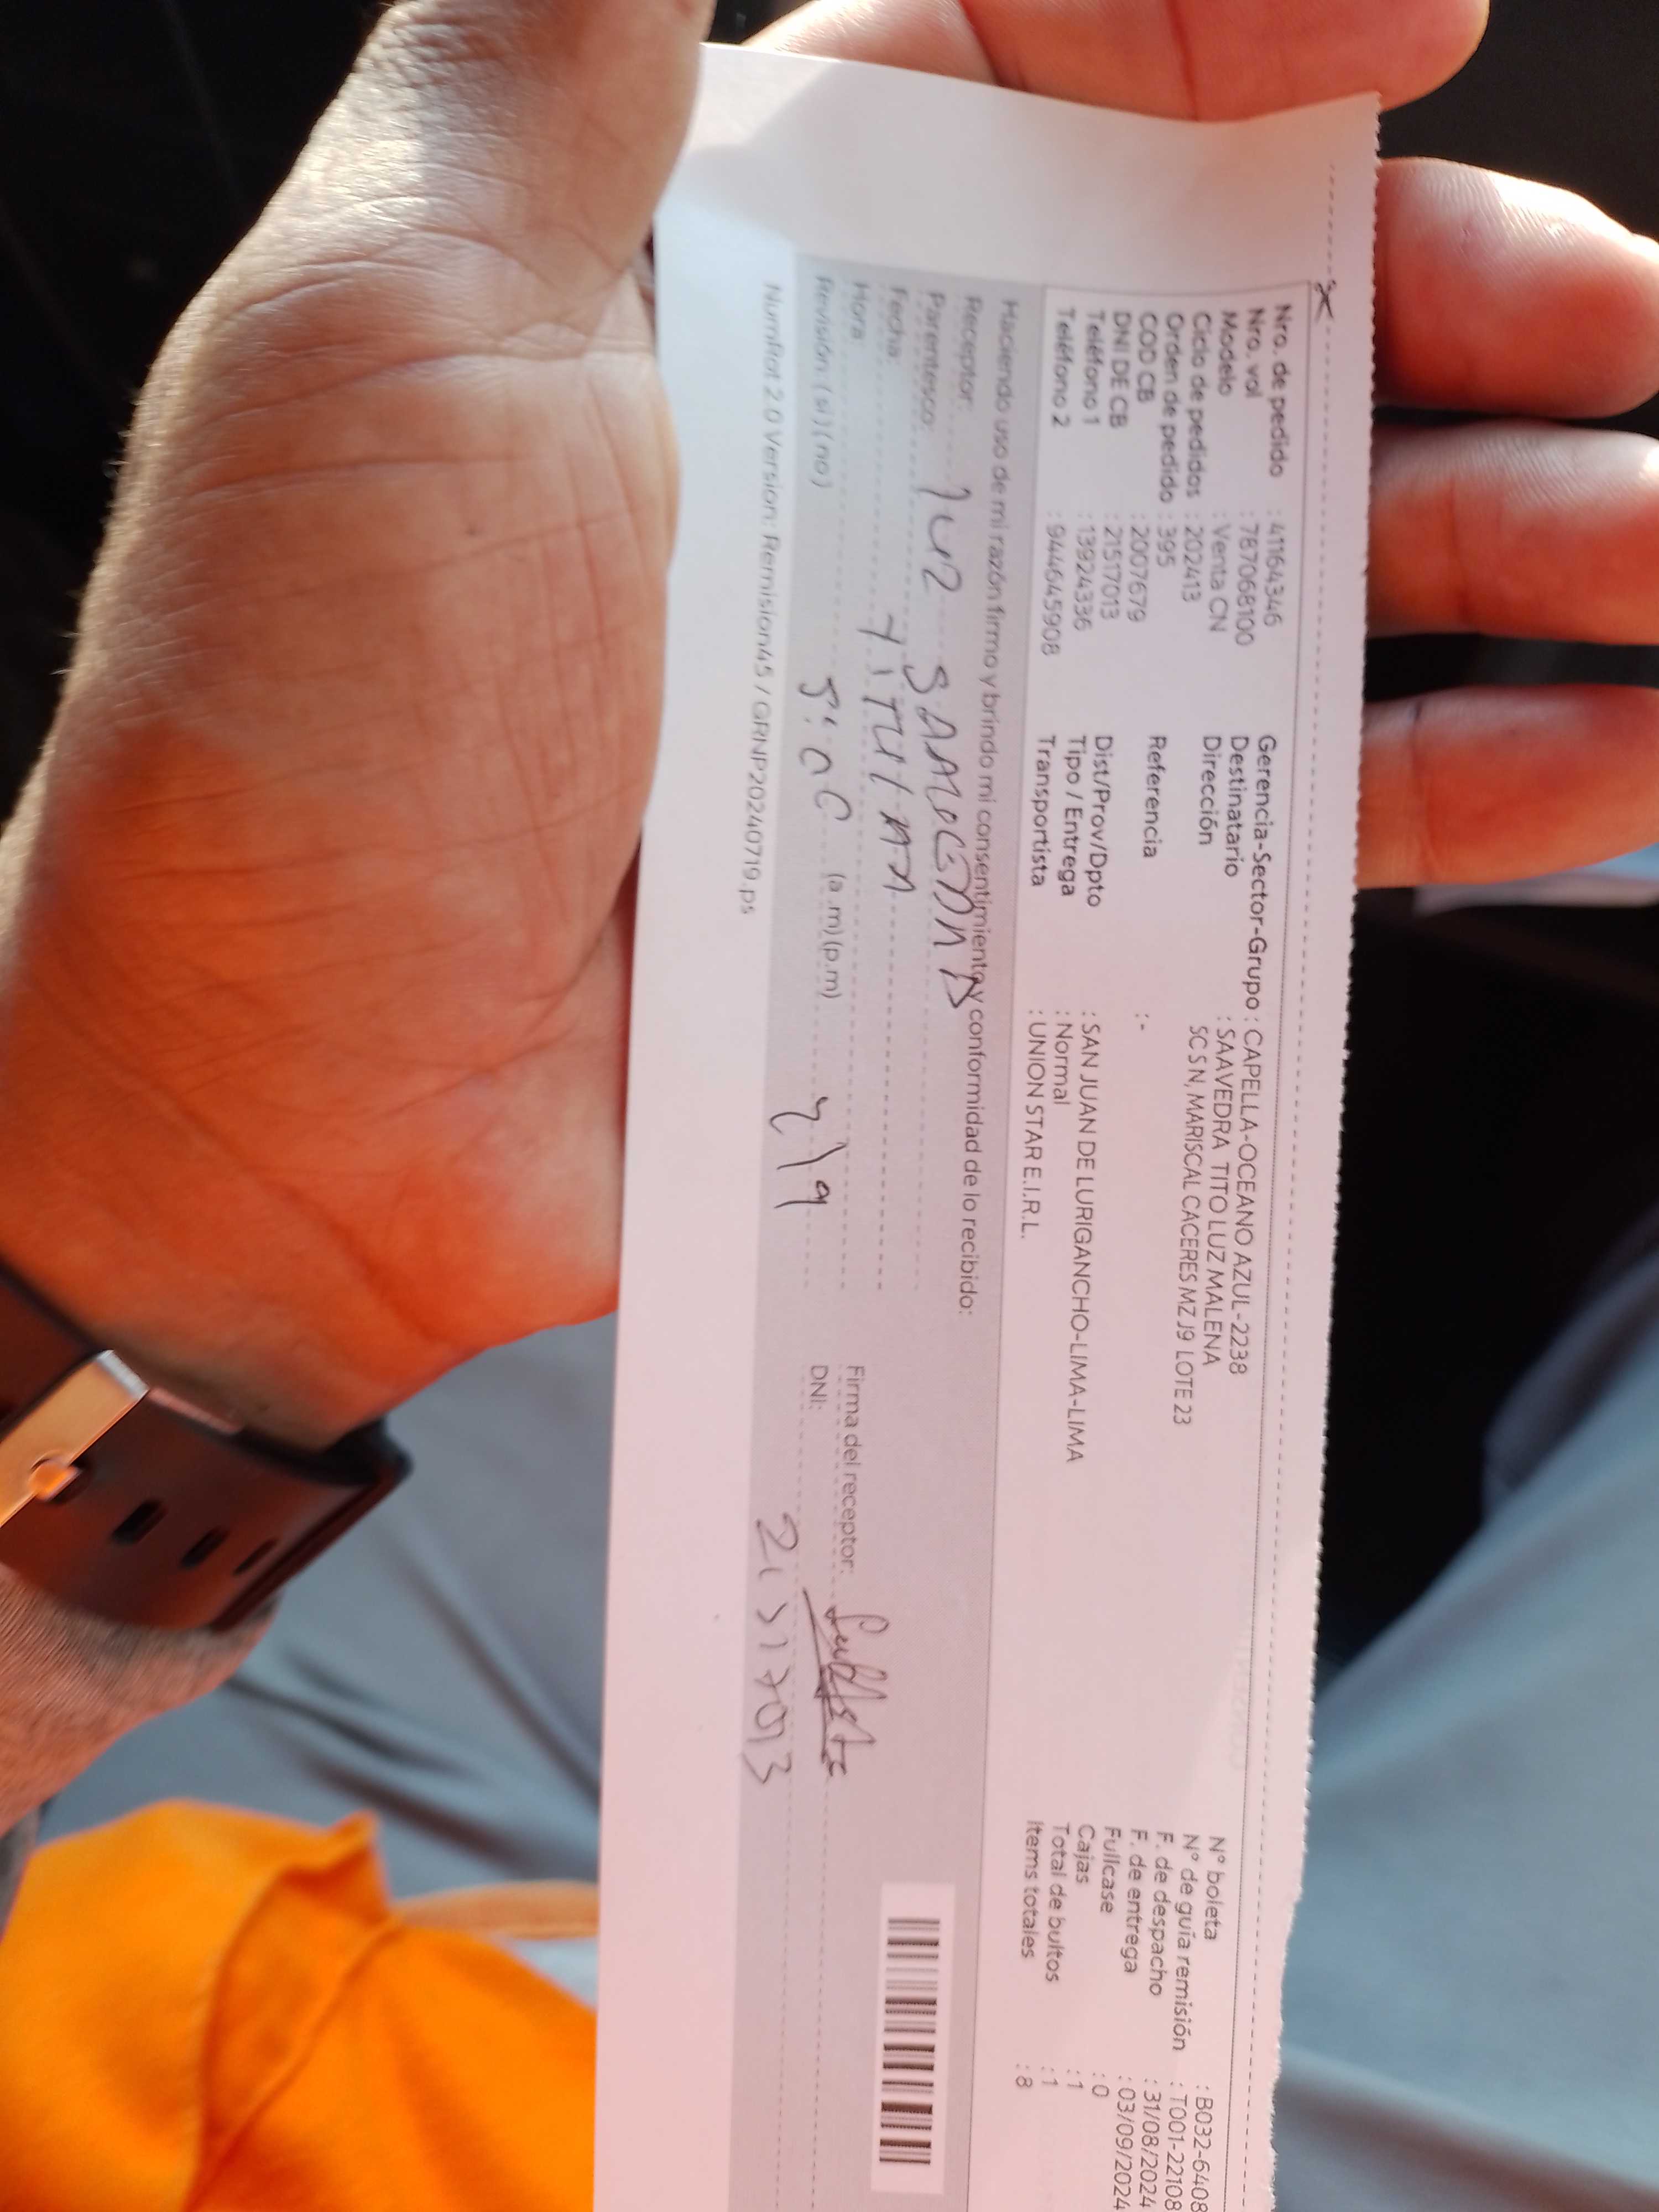 Nro. de pedido : 411643346
Nro. vol : 787068100
Modelo : Venta CN
Ciclo de pedidos : 202413
Orden de pedido : 395
COD CB : 2007679
DNI DE CB : 21517013
Teléfono 1 : 13924336
Teléfono 2 : 944645908
Gerencia-Sector-Grupo : CAPELLA-OCEANO AZUL-2238
Destinatario : SAAVEDRA TITO LUZ MALENA
Dirección SC S N, MARISCAL CACERES MZ J9 LOTE 23
Referencia : -
Dist/Prov/Dpto : SAN JUAN DE LURIGANCHO-LIMA-LIMA
Tipo / Entrega : Normal
Transportista : UNION STAR E.I.R.L.
N° boleta : B032-6408
N° de guía remisión : T001-22108
F. de despacho : 31/08/2024
F. de entrega : 03/09/2024
Fullcase : 0
Cajas : 1
Total de bultos : 1
Items totales : 8
Haciendo uso de mi razón firmo y brindo mi consentimiento y conformidad de lo recibido:
Receptor:
Parentesco:
Fecha:
Hora (a.m)(p.m)
Revisión (si)(no)
Firma del receptor:
DNI: 21517013
NumRot 2.0 Version: Remision45 / GRNP20240719.ps